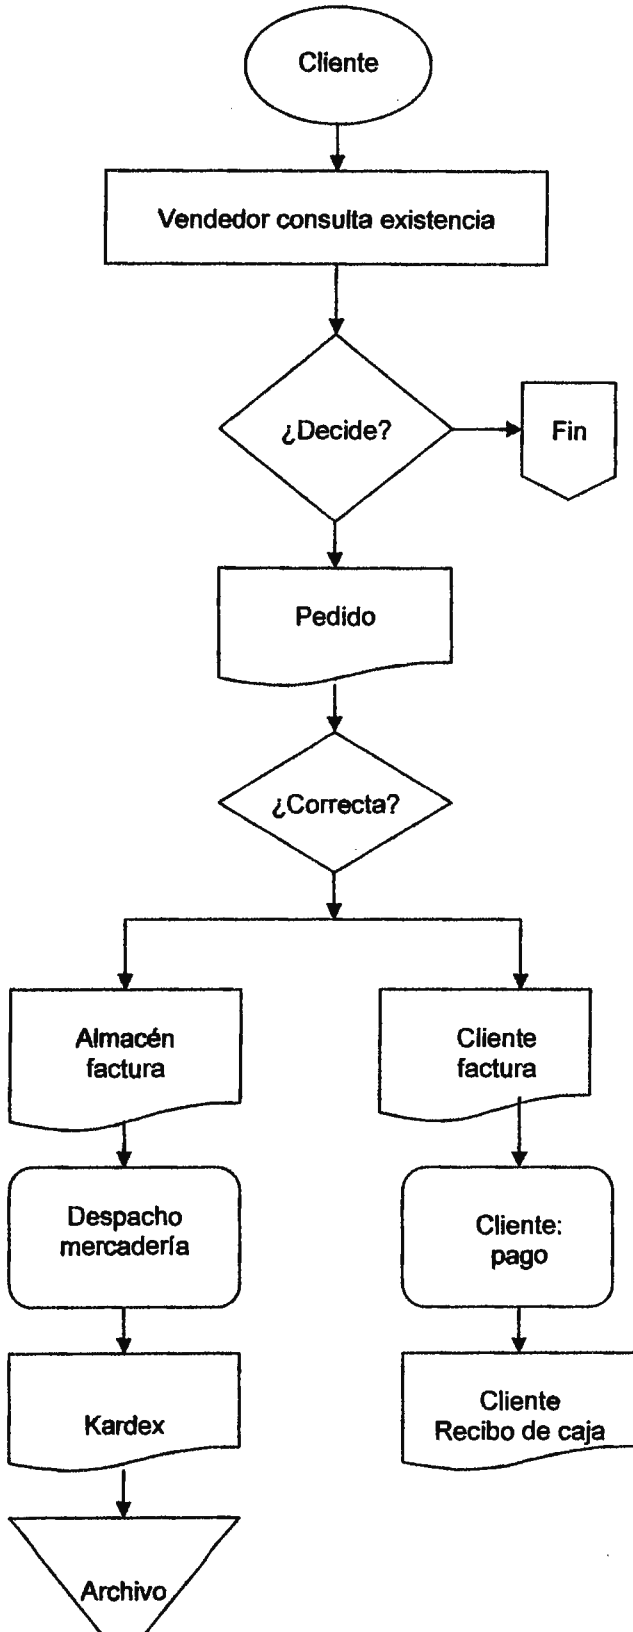 Cliente
Vendedor consulta existencia
¿Decide?
Fin
Pedido
¿Correcta?
Almacén
factura
Cliente
factura
Despacho
mercadería
Cliente:
pago
Kardex
Cliente
Recibo de caja
Archivo